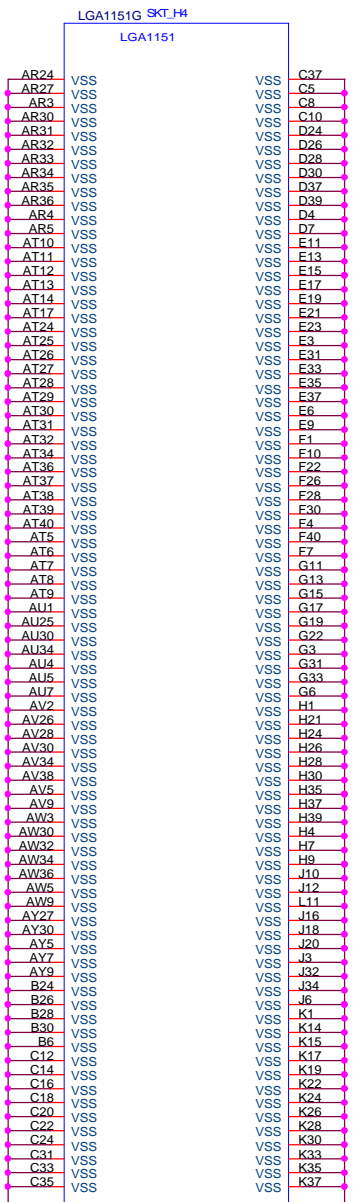 LGA1151G SKT_H4
LGA1151
AR24 VSS VSS C37
AR27 VSS VSS C5
AR3 VSS VSS C8
AR30 VSS VSS C10
AR31 VSS VSS D24
AR32 VSS VSS D26
AR33 VSS VSS D28
AR34 VSS VSS D30
AR35 VSS VSS D37
AR36 VSS VSS D39
AR4 VSS VSS D4
AR5 VSS VSS D7
AT10 VSS VSS E11
AT11 VSS VSS E13
AT12 VSS VSS E15
AT13 VSS VSS E17
AT14 VSS VSS E19
AT17 VSS VSS E21
AT24 VSS VSS E23
AT25 VSS VSS E3
AT26 VSS VSS E31
AT27 VSS VSS E33
AT28 VSS VSS E35
AT29 VSS VSS E37
AT30 VSS VSS E6
AT31 VSS VSS E9
AT32 VSS VSS F1
AT34 VSS VSS F10
AT36 VSS VSS F22
AT37 VSS VSS F26
AT38 VSS VSS F28
AT39 VSS VSS F30
AT40 VSS VSS F4
AT5 VSS VSS F40
AT6 VSS VSS F7
AT7 VSS VSS G11
AT8 VSS VSS G13
AT9 VSS VSS G15
AU1 VSS VSS G17
AU25 VSS VSS G19
AU30 VSS VSS G22
AU34 VSS VSS G3
AU4 VSS VSS G31
AU5 VSS VSS G33
AU7 VSS VSS G6
AV2 VSS VSS H1
AV26 VSS VSS H21
AV28 VSS VSS H24
AV30 VSS VSS H26
AV34 VSS VSS H28
AV38 VSS VSS H30
AV5 VSS VSS H35
AV9 VSS VSS H37
AW3 VSS VSS H39
AW30 VSS VSS H4
AW32 VSS VSS H7
AW34 VSS VSS H9
AW36 VSS VSS J10
AW5 VSS VSS J12
AW9 VSS VSS L11
AY27 VSS VSS J16
AY30 VSS VSS J18
AY5 VSS VSS J20
AY7 VSS VSS J3
AY9 VSS VSS J32
B24 VSS VSS J34
B26 VSS VSS J6
B28 VSS VSS K1
B30 VSS VSS K14
B6 VSS VSS K15
C12 VSS VSS K17
C14 VSS VSS K19
C16 VSS VSS K22
C18 VSS VSS K24
C20 VSS VSS K26
C22 VSS VSS K28
C24 VSS VSS K30
C31 VSS VSS K33
C33 VSS VSS K35
C35 VSS VSS K37